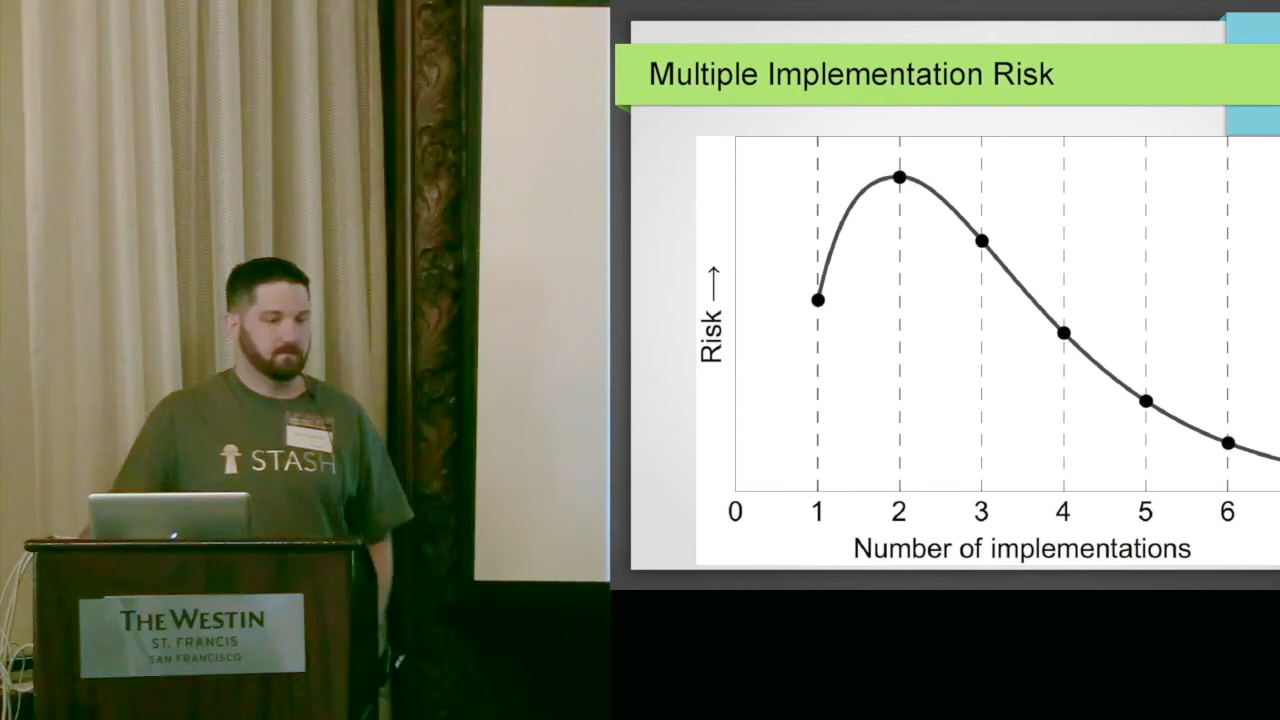 STASH
THE WESTIN
ST. FRANCIS
SAN FRANCISCO
Multiple Implementation Risk
Risk →
0 1 2 3 4 5 6
Number of implementations